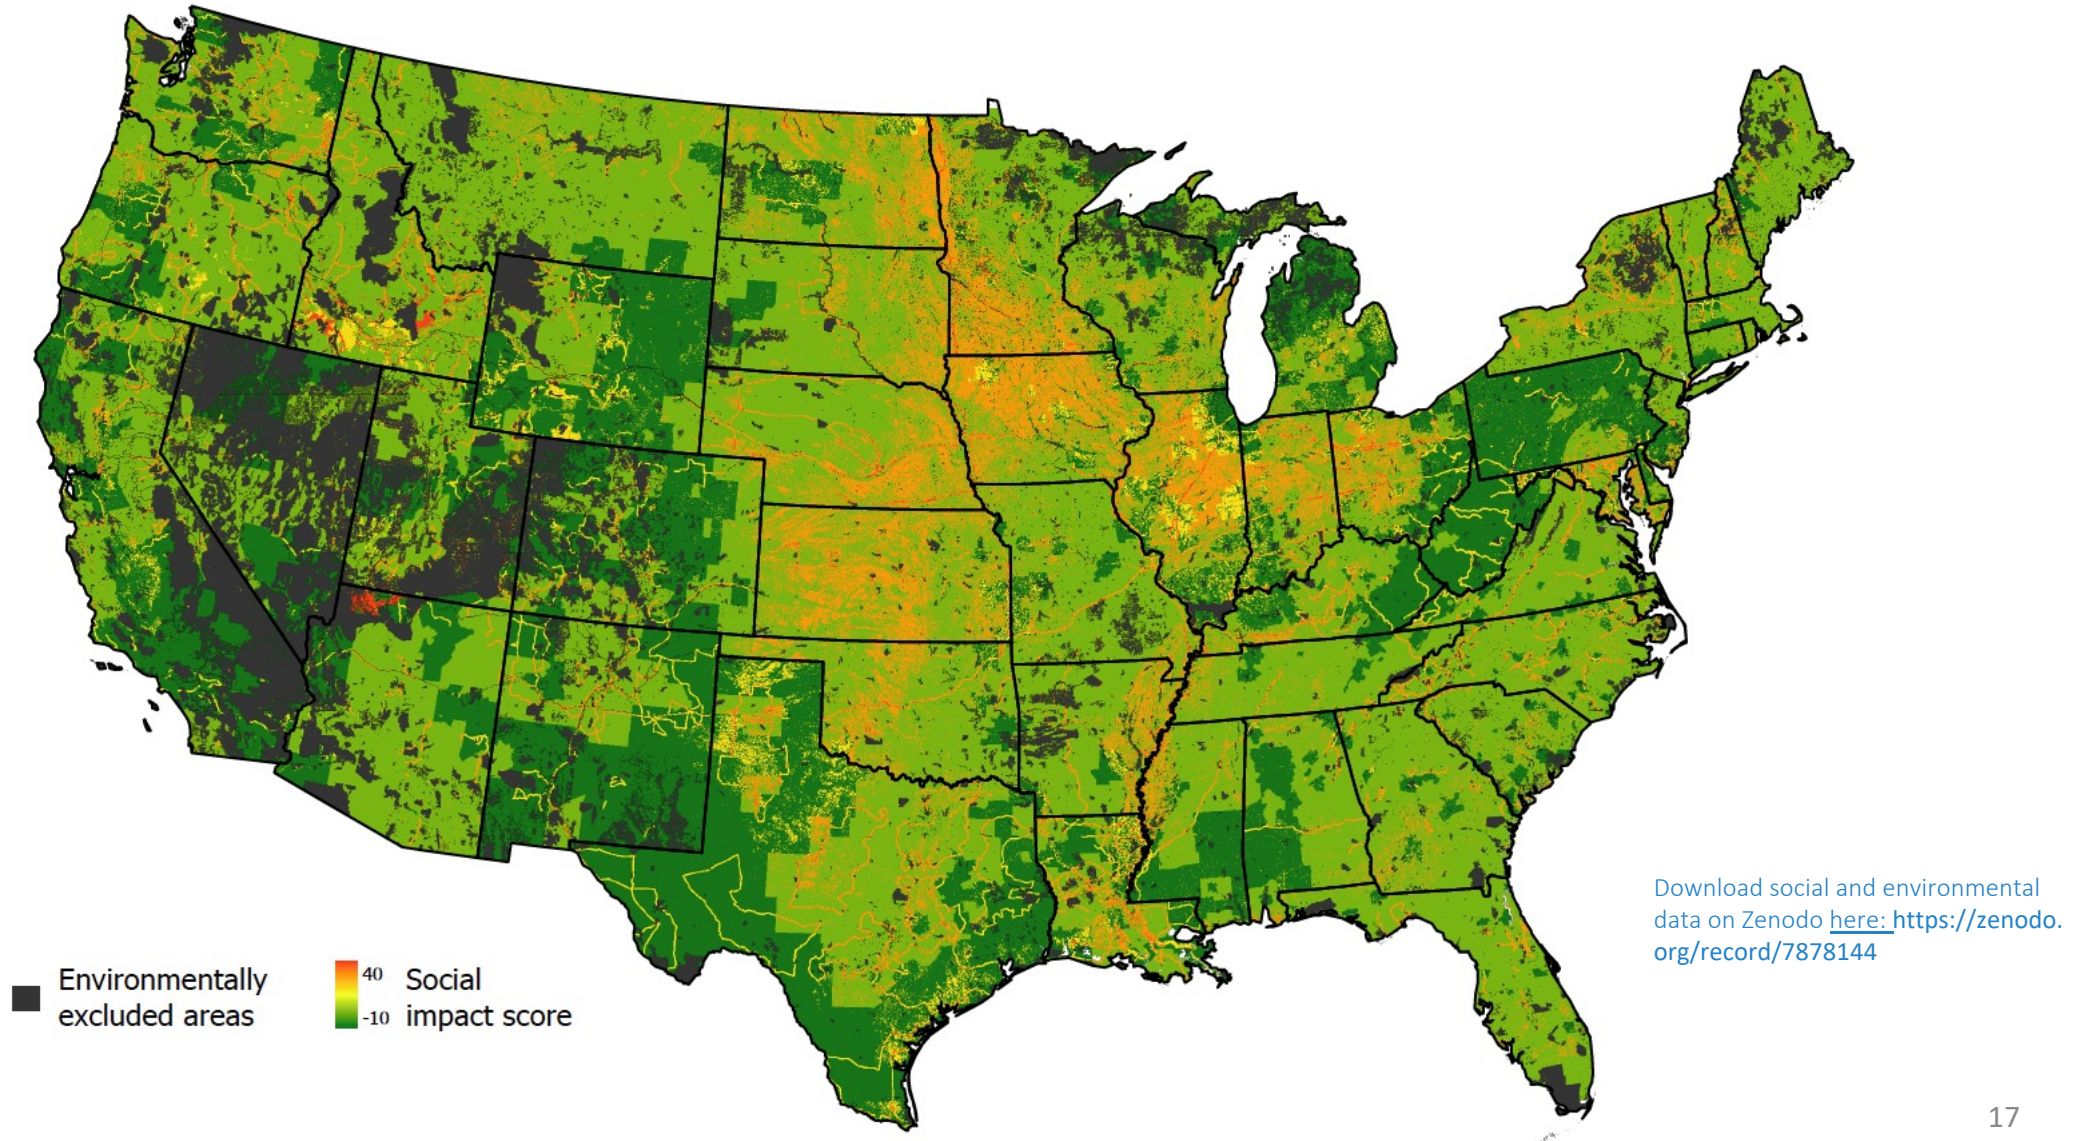 Download social and environmental
data on Zenodo here: https://zenodo.
org/record/7878144
Environmentally
excluded areas
40
-10
Social
impact score
17